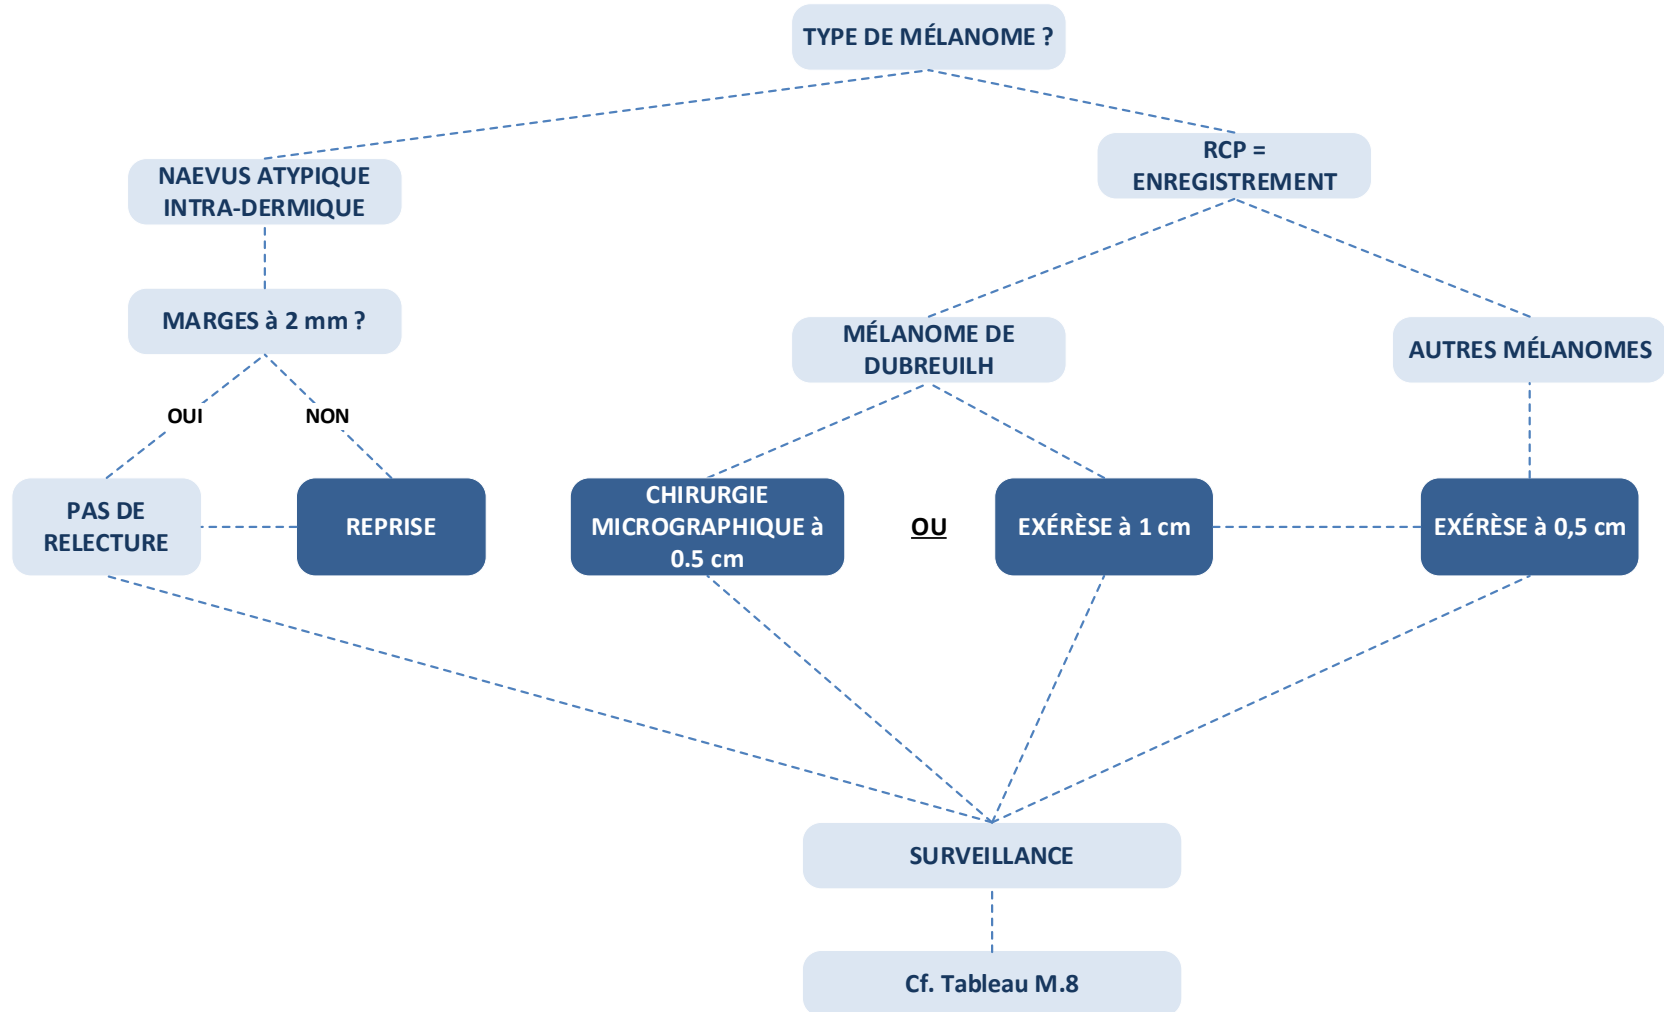 TYPE DE MÉLANOME ?
NAEVUS ATYPIQUE
INTRA-DERMIQUE
RCP =
ENREGISTREMENT
MARGES à 2 mm ?
MÉLANOME DE
DUBREUILH
AUTRES MÉLANOMES
OUI
NON
PAS DE
RELECTURE
REPRISE
CHIRURGIE
MICROGRAPHIQUE à
0.5 cm
OU
EXÉRÈSE à 1 cm
EXÉRÈSE à 0,5 cm
SURVEILLANCE
Cf. Tableau M.8